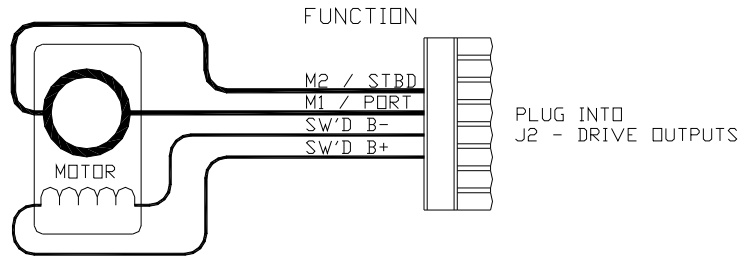 FUNCTION
M2 / STBD
M1 / PORT
SW'D B-
SW'D B+
MOTOR
PLUG INTO
J2 - DRIVE OUTPUTS